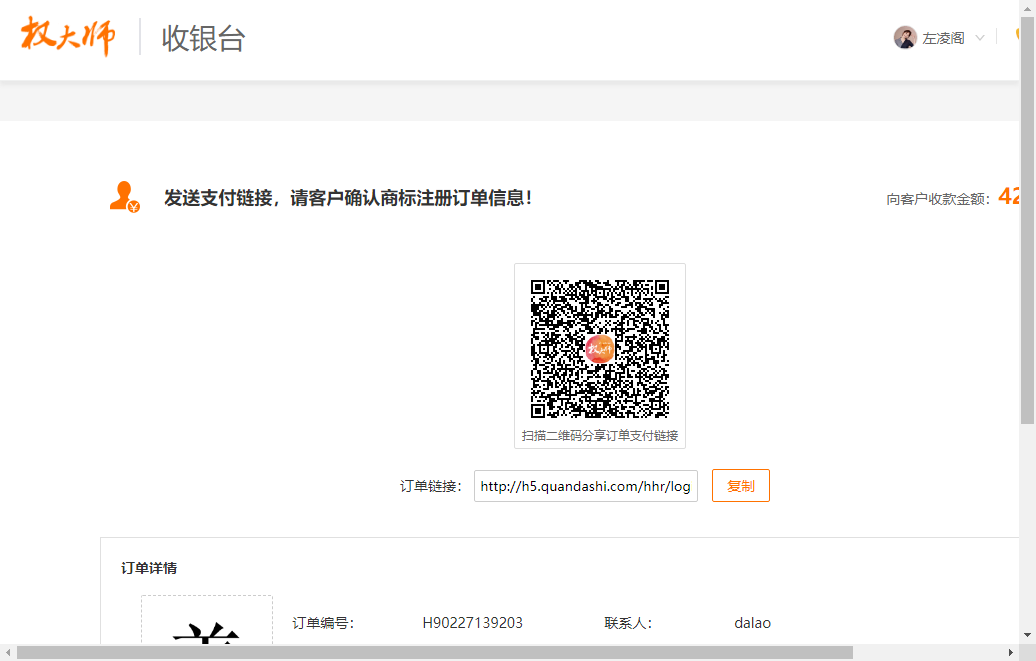 权大师 收银台 左凌阁
发送支付链接，请客户确认商标注册订单信息！ 向客户收款金额：42
权大师
扫描二维码分享订单支付链接
订单链接： http://h5.quandashi.com/hhr/log 复制
订单详情
订单编号： H90227139203 联系人： dalao